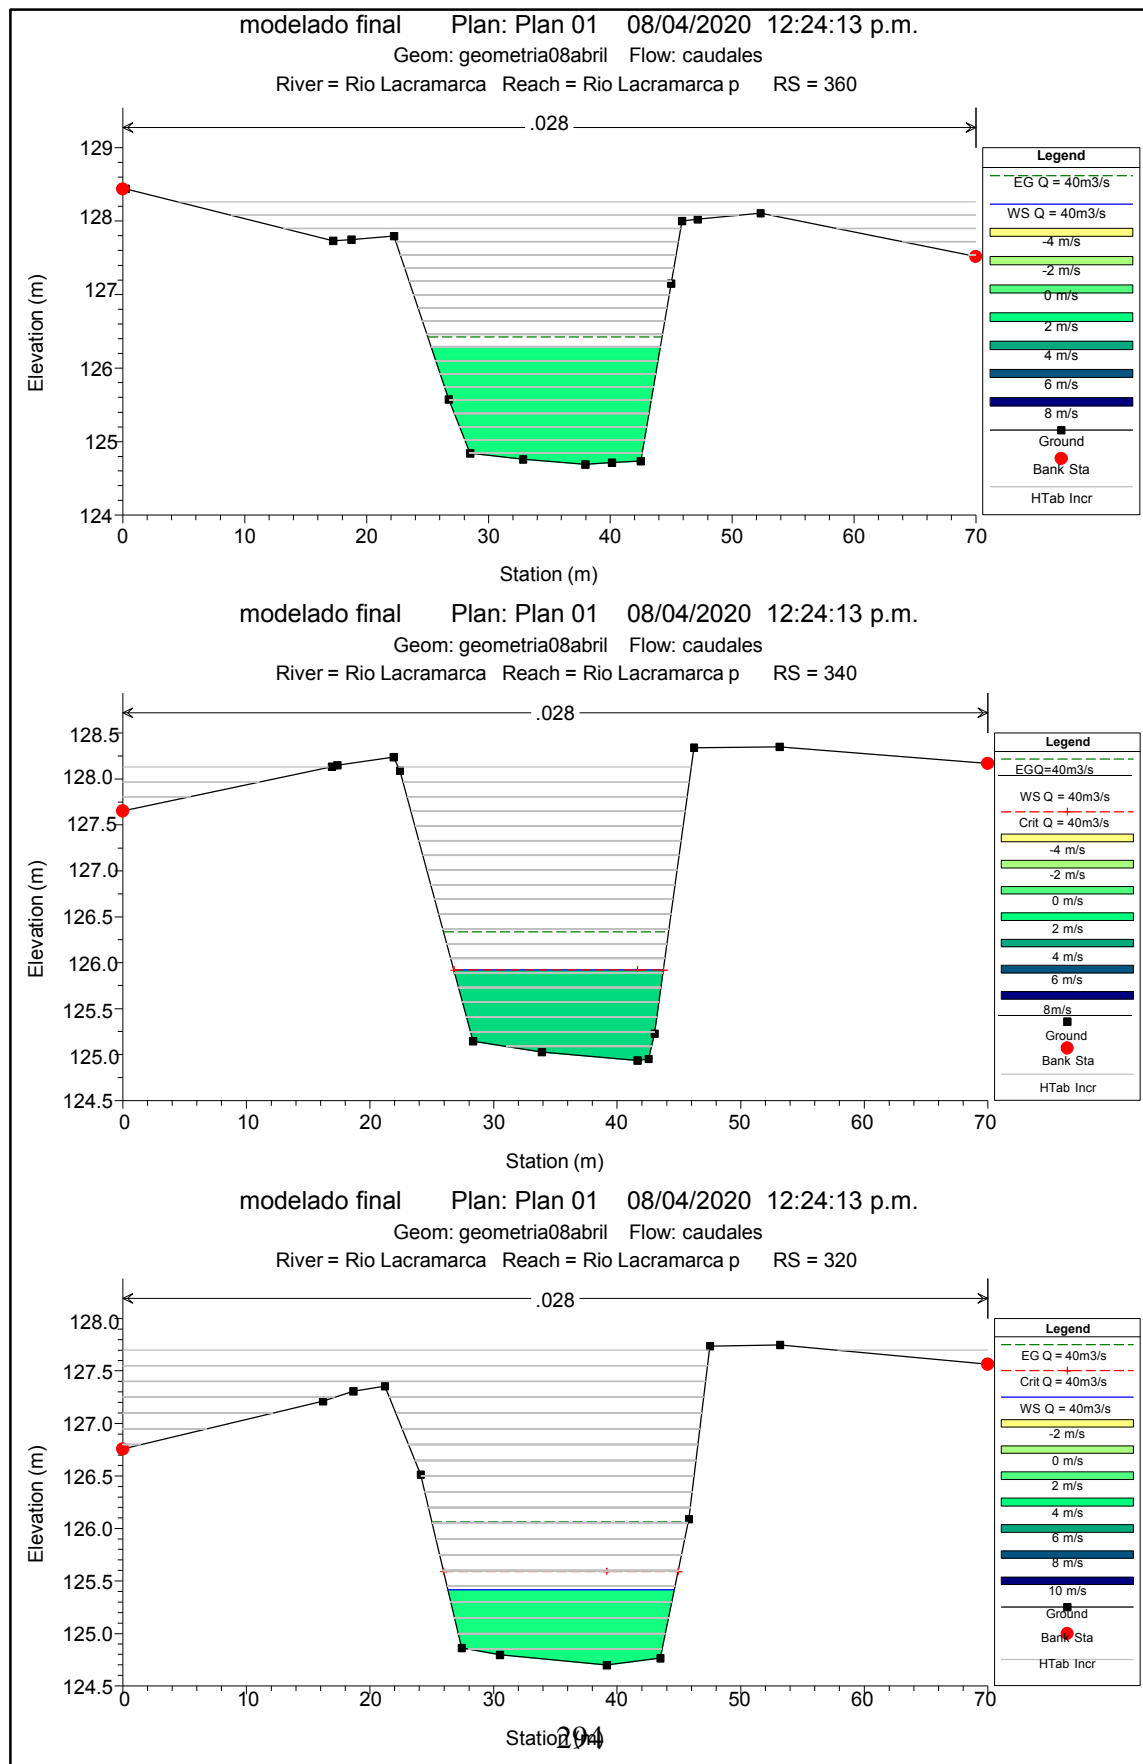 modelado final Plan: Plan 01 08/04/2020 12:24:13 p.m.
Geom: geometria08abril Flow: caudales
River = Rio Lacramarca Reach = Rio Lacramarca p RS = 360
.028
129
128
127
126
125
124
Elevation (m)
0 10 20 30 40 50 60 70
Station (m)
Legend
EG Q = 40m3/s
WS Q = 40m3/s
-4 m/s
-2 m/s
0 m/s
2 m/s
4 m/s
6 m/s
8 m/s
Ground
Bank Sta
HTab Incr
modelado final Plan: Plan 01 08/04/2020 12:24:13 p.m.
Geom: geometria08abril Flow: caudales
River = Rio Lacramarca Reach = Rio Lacramarca p RS = 340
.028
128.5
128.0
127.5
127.0
126.5
126.0
125.5
125.0
124.5
Elevation (m)
0 10 20 30 40 50 60 70
Station (m)
Legend
EGQ=40m3/s
WS Q = 40m3/s
Crit Q = 40m3/s
-4 m/s
-2 m/s
0 m/s
2 m/s
4 m/s
6 m/s
8m/s
Ground
Bank Sta
HTab Incr
modelado final Plan: Plan 01 08/04/2020 12:24:13 p.m.
Geom: geometria08abril Flow: caudales
River = Rio Lacramarca Reach = Rio Lacramarca p RS = 320
.028
128.0
127.5
127.0
126.5
126.0
125.5
125.0
124.5
Elevation (m)
0 10 20 30 40 50 60 70
Station (m)
Legend
EG Q = 40m3/s
Crit Q = 40m3/s
WS Q = 40m3/s
-2 m/s
0 m/s
2 m/s
4 m/s
6 m/s
8 m/s
10 m/s
Ground
Bank Sta
HTab Incr
294